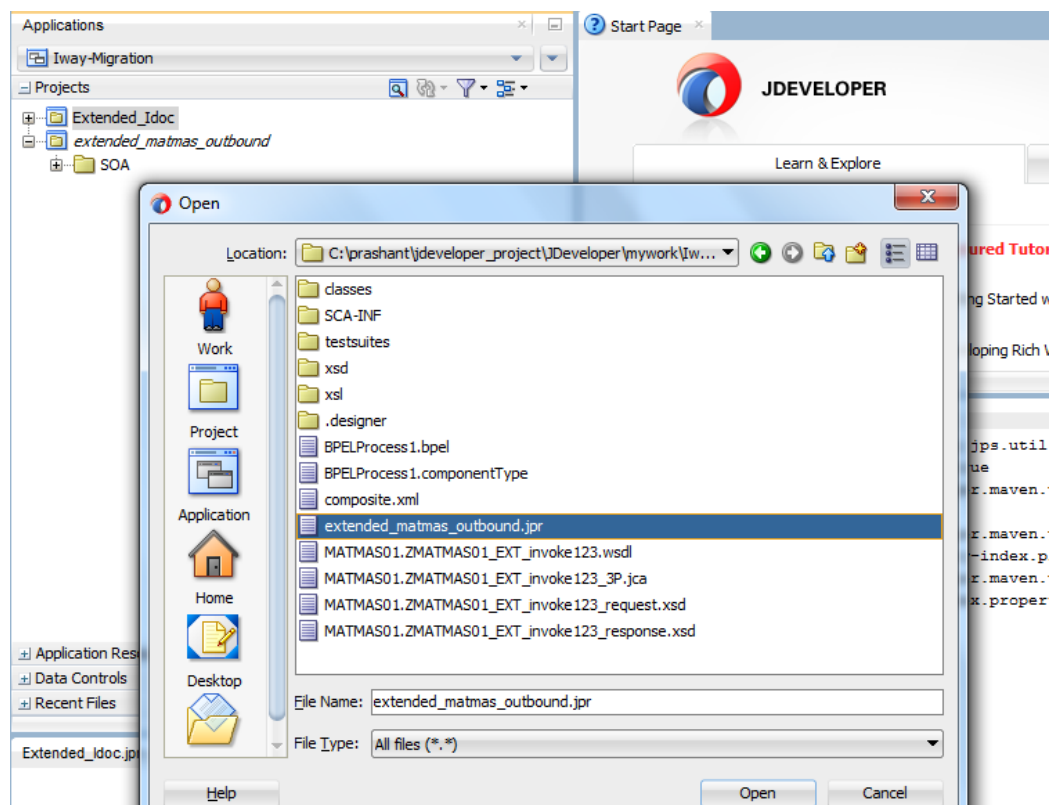 Applications
Start Page
Iway-Migration
Projects
JDEVELOPER
Extended_Idoc
extended_matmas_outbound
SOA
Learn & Explore
Open
Location: C:\prashant\jdeveloper_project\JDeveloper\mywork\Iw...
ured Tutor
classes
SCA-INF
ng Started w
testsuites
Work
loping Rich W
xsd
xsl
.designer
Project
BPELProcess1.bpel
jps.util
BPELProcess1.componentType
ue
composite.xml
r.maven.
Application
extended_matmas_outbound.jpr
r.maven.
MATMAS01.ZMATMAS01_EXT_invoke123.wsdl
-index.p
MATMAS01.ZMATMAS01_EXT_invoke123_3P.jca
r.maven.
Home
MATMAS01.ZMATMAS01_EXT_invoke123_request.xsd
x.proper
MATMAS01.ZMATMAS01_EXT_invoke123_response.xsd
Application Res
Data Controls
Desktop
Recent Files
File Name: extended_matmas_outbound.jpr
File Type: All files (*.*)
Extended_Idoc.jp
Help
Open
Cancel